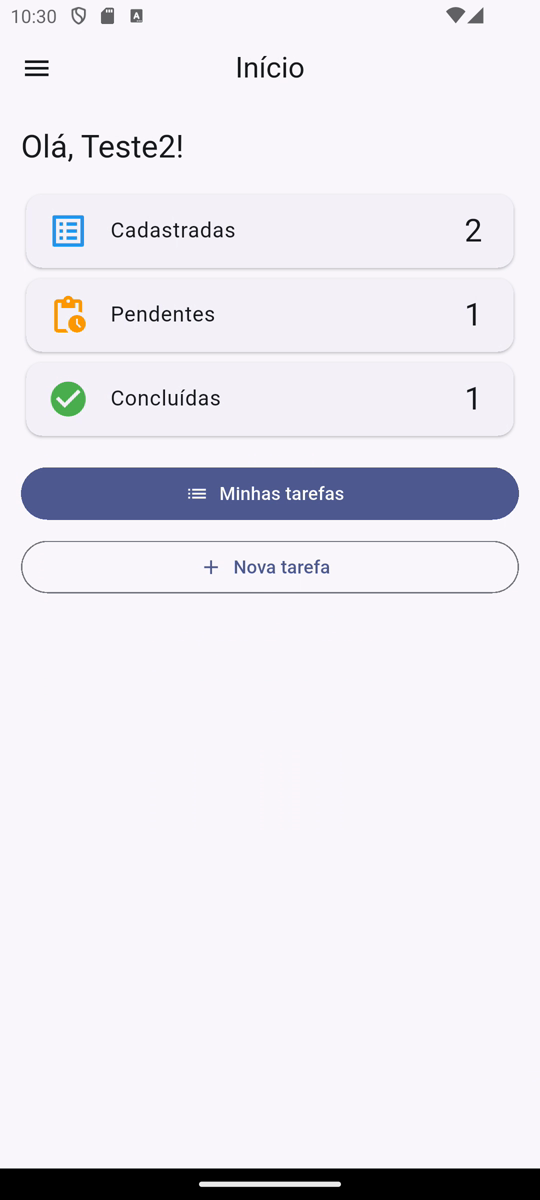 10:30
Início
Olá, Teste2!
Cadastradas 2
Pendentes 1
Concluídas 1
Minhas tarefas
Nova tarefa